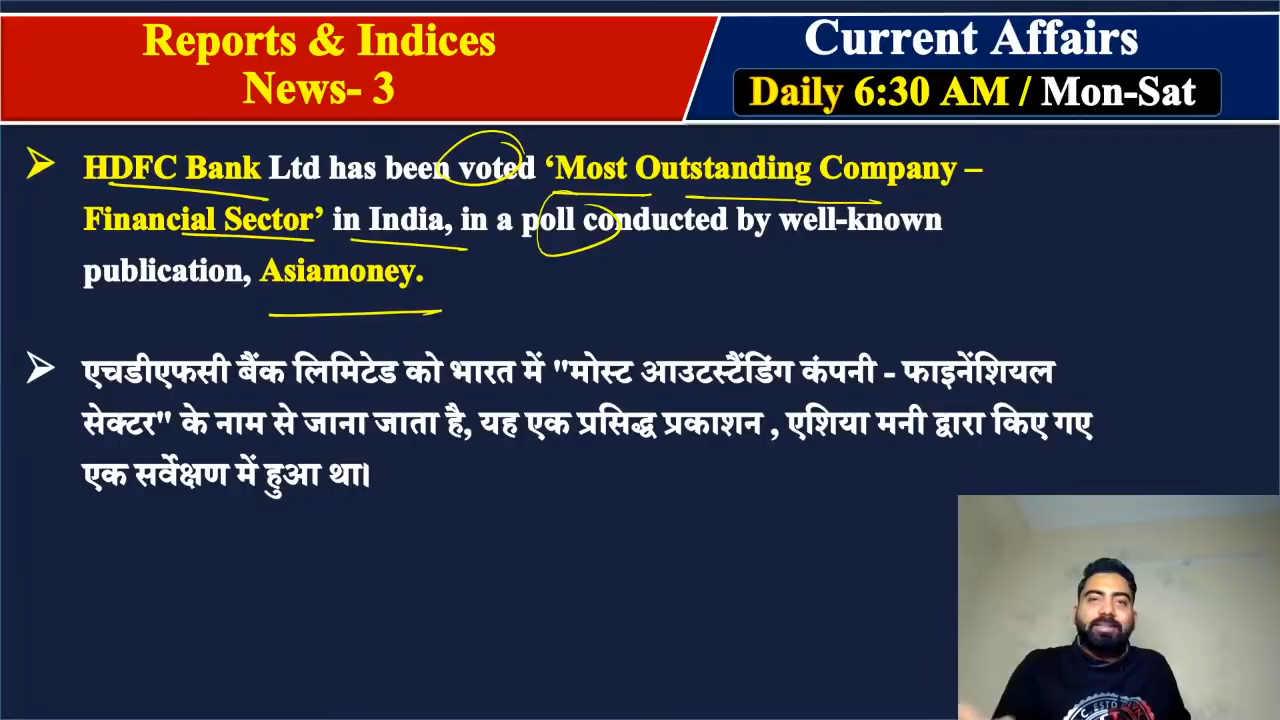 Reports & Indices
News- 3
Current Affairs
Daily 6:30 AM / Mon-Sat
HDFC Bank Ltd has been voted ‘Most Outstanding Company –
Financial Sector’ in India, in a poll conducted by well-known
publication, Asiamoney.
एचडीएफसी बैंक लिमिटेड को भारत में "मोस्ट आउटस्टैंडिंग कंपनी - फाइनेंशियल
सेक्टर" के नाम से जाना जाता है, यह एक प्रसिद्ध प्रकाशन , एशिया मनी द्वारा किए गए
एक सर्वेक्षण में हुआ था।